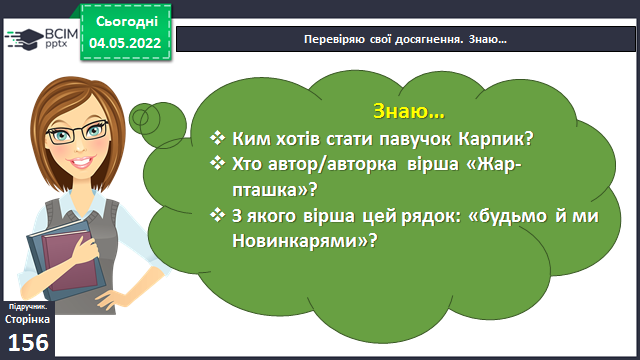 Сьогодні
04.05.2022
BCIM
pptx
Перевіряю свої досягнення. Знаю…
Знаю…
❖ Ким хотів стати павучок Карпик?
❖ Хто автор/авторка вірша «Жар-
пташка»?
❖ З якого вірша цей рядок: «будьмо й ми
Новинкарями»?
Підручник.
Сторінка
156